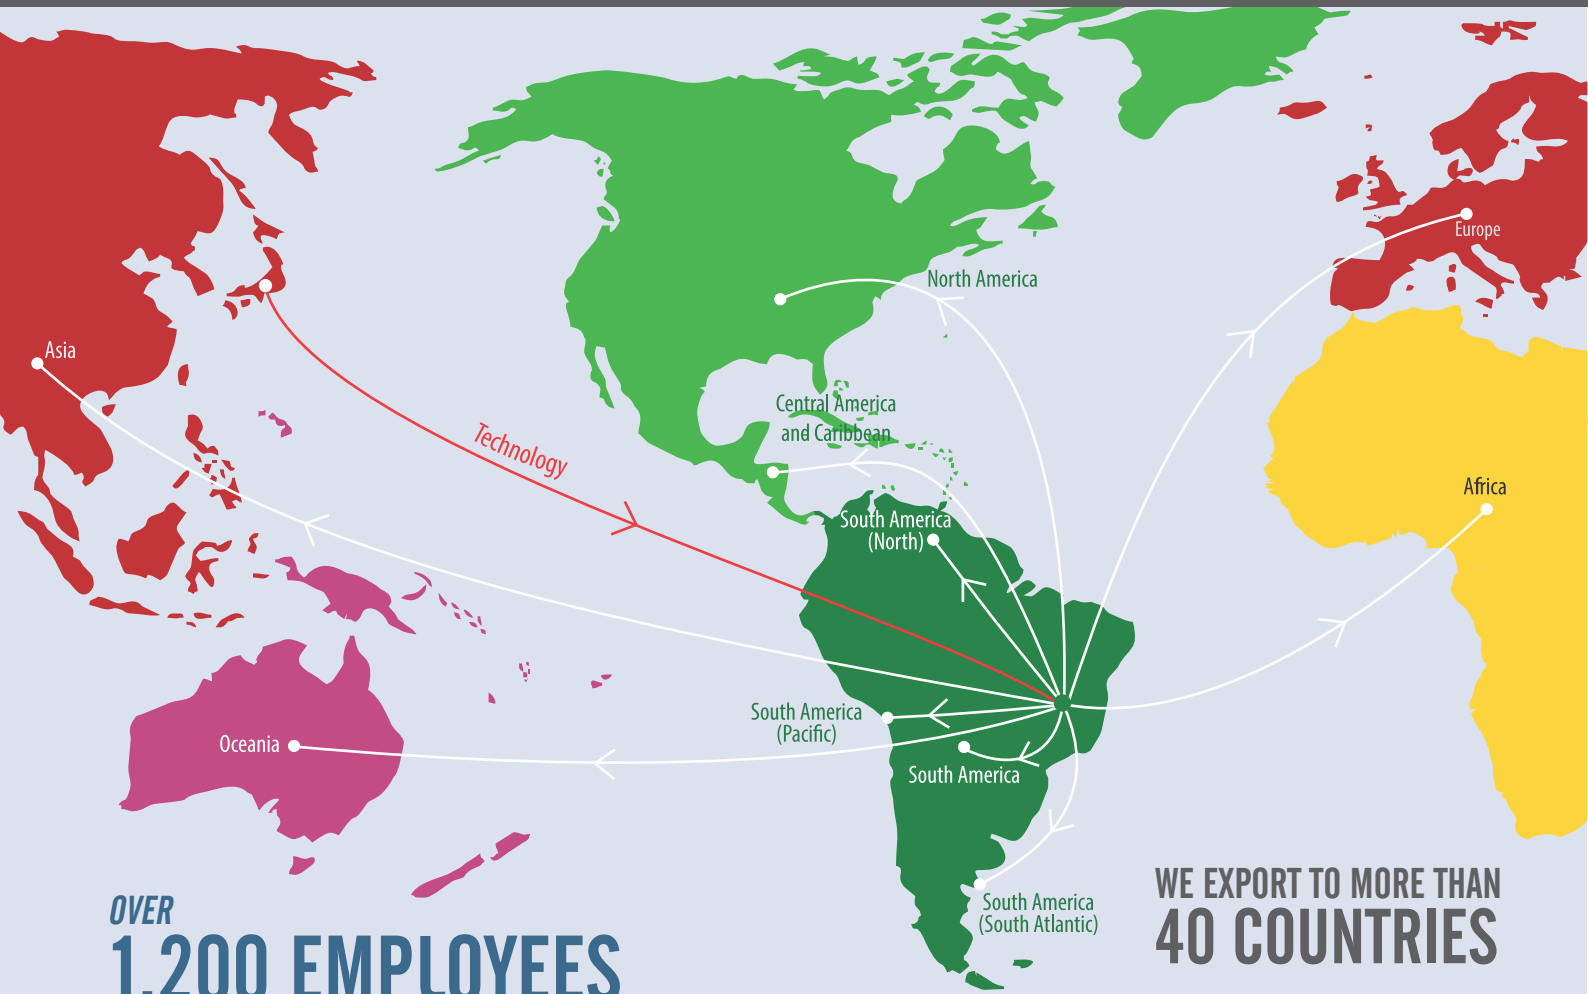 North America
Europe
Asia
Central America
and Caribbean
Technology
Africa
South America
(North)
South America
(Pacific)
Oceania
South America
South America
(South Atlantic)
WE EXPORT TO MORE THAN
40 COUNTRIES
OVER
1,200 EMPLOYEES